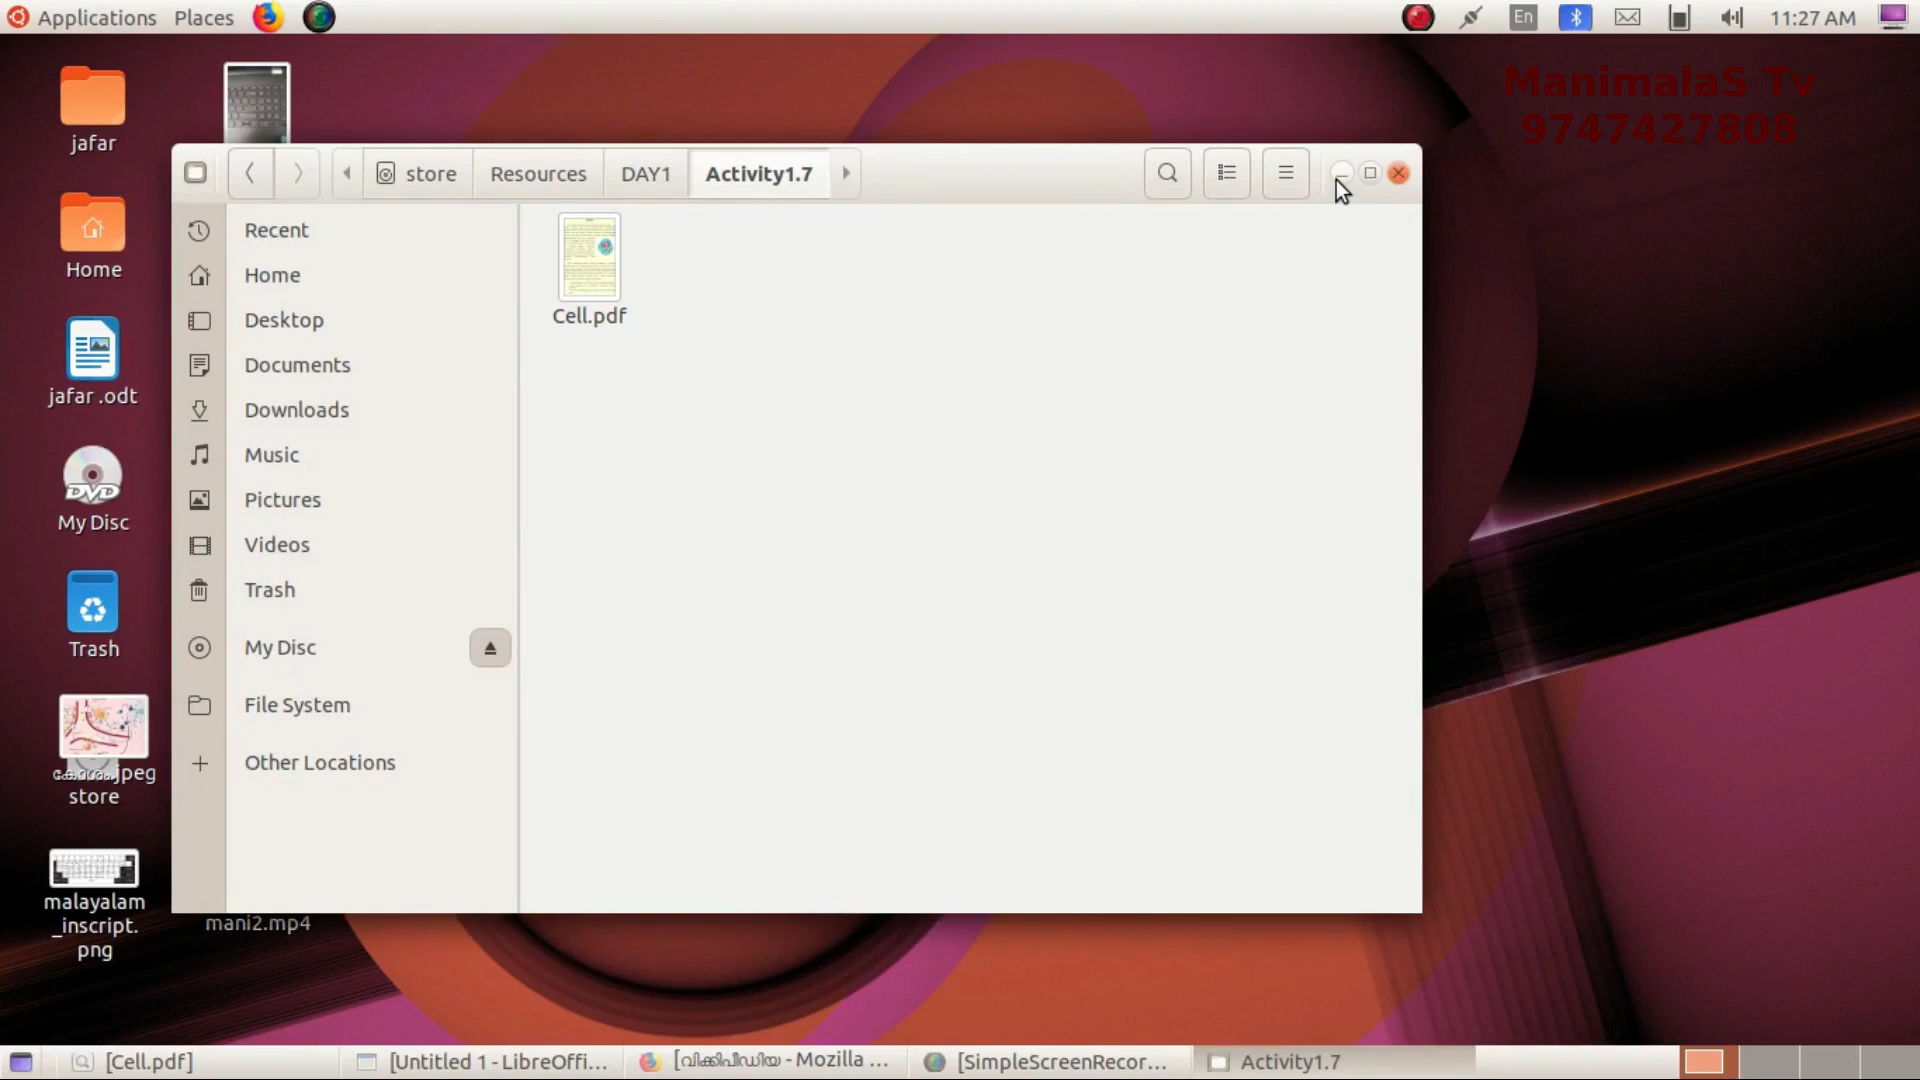 Applications Places
En
11:27 AM
ManimalaS Tv
9747427808
jafar
Home
jafar .odt
DVD
My Disc
Trash
കോശം.jpeg
store
malayalam
_inscript.
png
mani2.mp4
store
Resources
DAY1
Activity1.7
Recent
Home
Desktop
Documents
Downloads
Music
Pictures
Videos
Trash
My Disc
File System
Other Locations
Cell.pdf
[Cell.pdf]
[Untitled 1 - LibreOffi...
[വിക്കിപീഡിയ - Mozilla ...
[SimpleScreenRecor...
Activity1.7